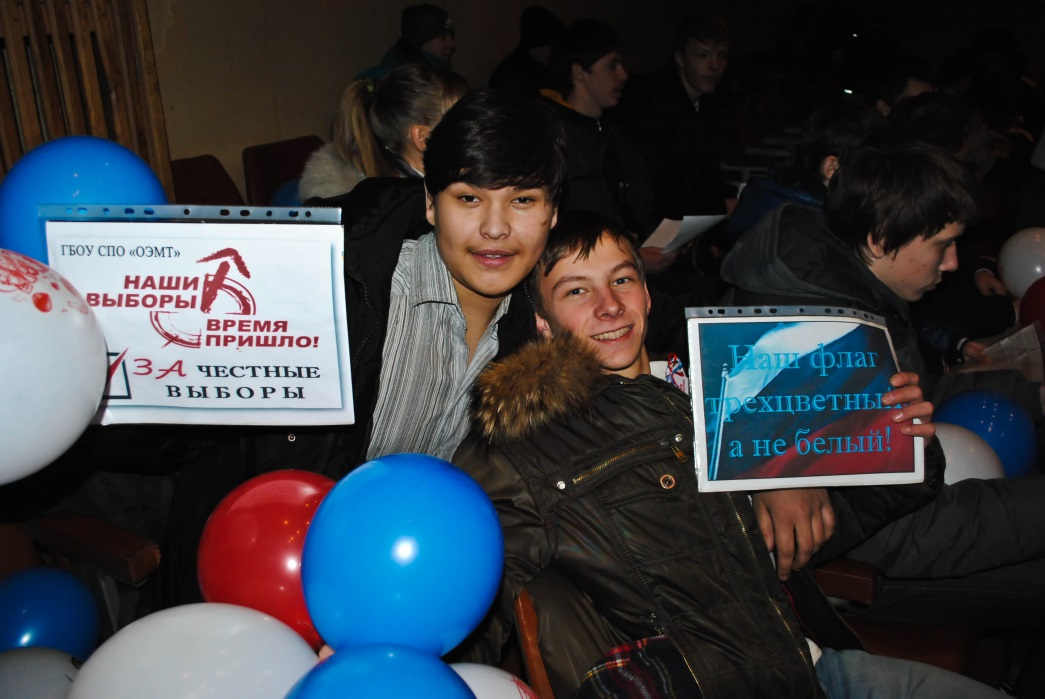 ГБОУ СПО «ОЭМТ»
НАШИ
ВЫБОРЫ
ВРЕМЯ
ПРИШЛО!
ЗА ЧЕСТНЫЕ
ВЫБОРЫ
Наш флаг
трехцветный
а не белый!